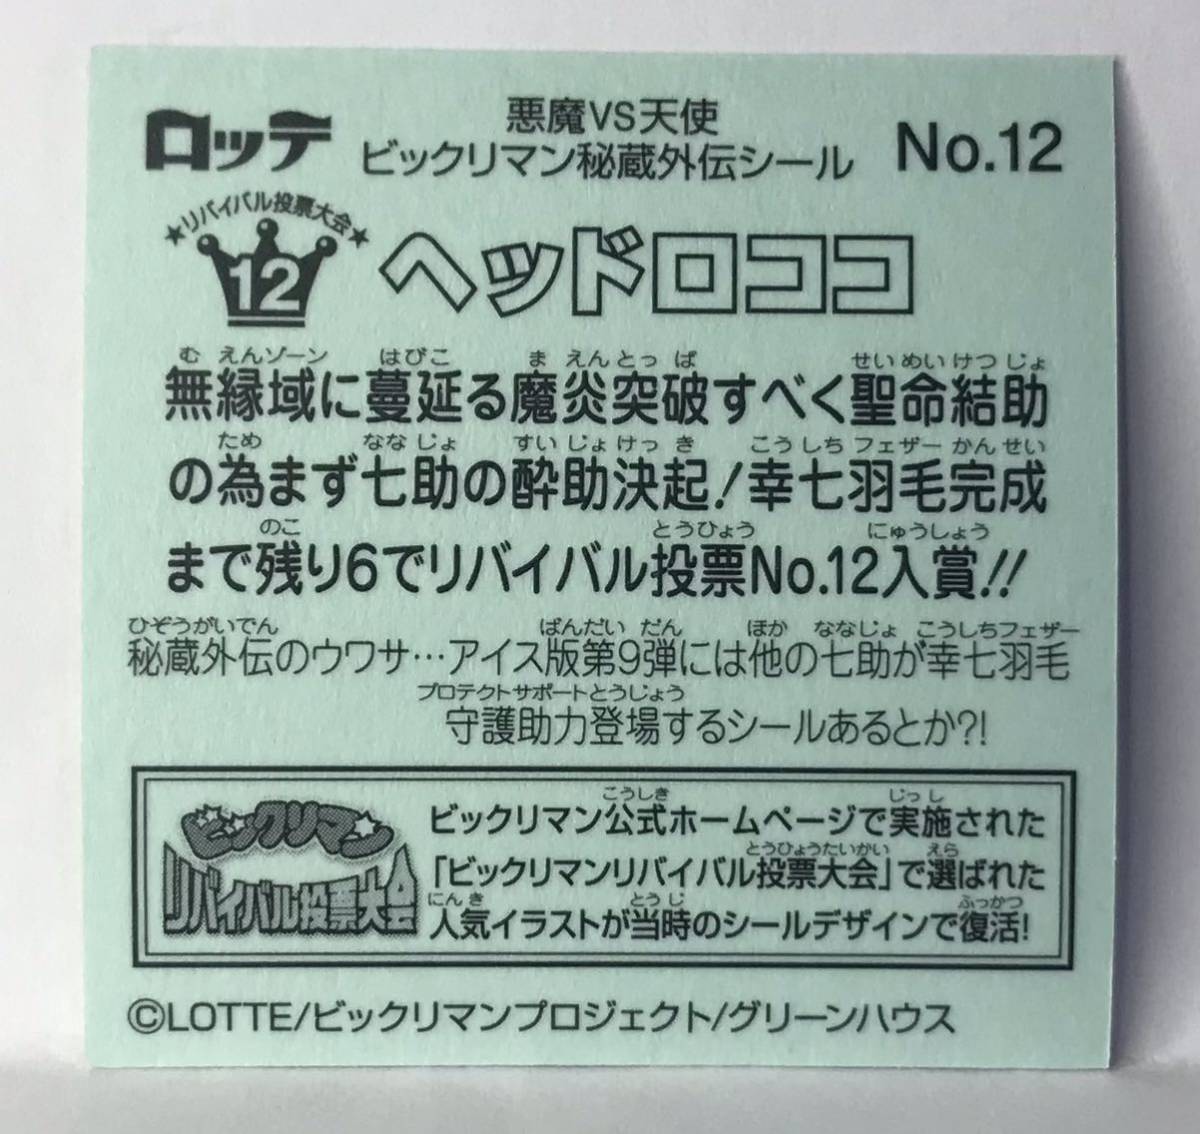 ロッテ
悪魔VS天使
ビックリマン秘蔵外伝シール
No.12
★リバイバル投票大会★
12
ヘッドロココ
む えんゾーン はびこ ま えんとっ ぱ せいめいけつじょ
無縁域に蔓延る魔炎突破すべく聖命結助
ため ななじょ すいじょけっき こうしちフェザーかんせい
の為まず七助の酔助決起!幸七羽毛完成
のこ とうひょう にゅうしょう
まで残り6でリバイバル投票No.12入賞!!
ひぞうがいでん ばんだい だん ほか ななじょ こうしちフェザー
秘蔵外伝のウワサ…アイス版第9弾には他の七助が幸七羽毛
プロテクトサポートとうじょう
守護助力登場するシールあるとか?!
ビックリマン
リバイバル投票大会
こうしき じっし
ビックリマン公式ホームページで実施された
とうひょうたいかい えら
「ビックリマンリバイバル投票大会」で選ばれた
にんき とうじ ふっかつ
人気イラストが当時のシールデザインで復活!
©LOTTE/ビックリマンプロジェクト/グリーンハウス